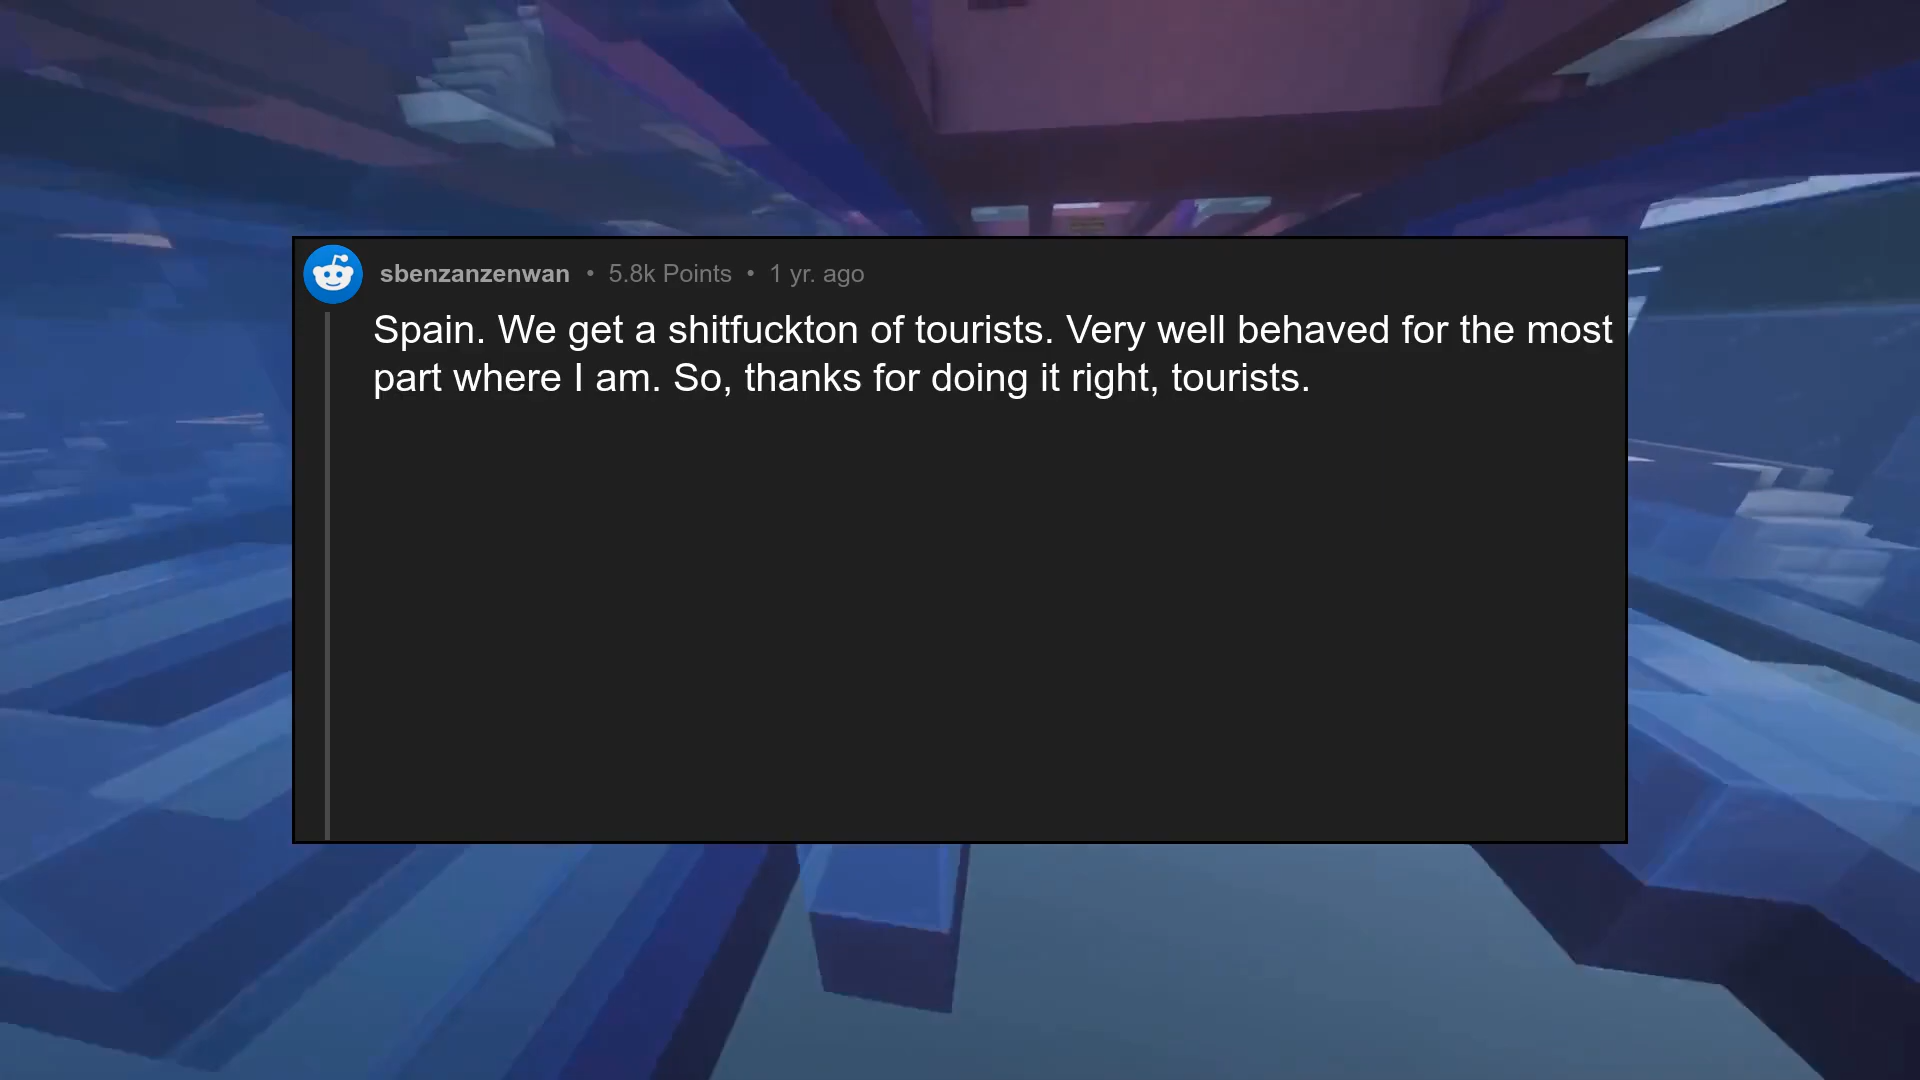 sbenzanzenwan • 5.8k Points • 1 yr. ago
Spain. We get a shitfuckton of tourists. Very well behaved for the most
part where I am. So, thanks for doing it right, tourists.